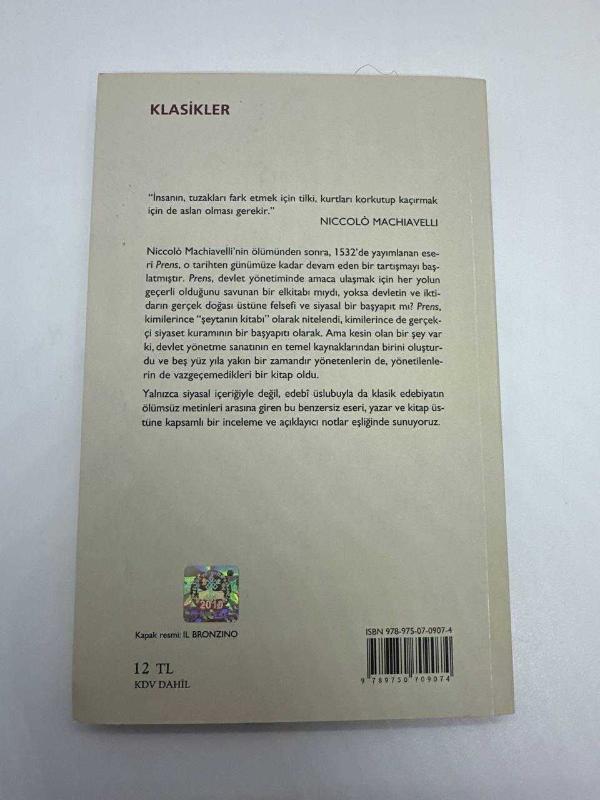 KLASİKLER
“İnsanın, tuzakları fark etmek için tilki, kurtları korkutup kaçırmak
için de aslan olması gerekir.”
NICCOLÒ MACHIAVELLI
Niccolò Machiavelli’nin ölümünden sonra, 1532’de yayımlanan ese-
ri Prens, o tarihten günümüze kadar devam eden bir tartışmayı baş-
latmıştır. Prens, devlet yönetiminde amaca ulaşmak için her yolun
geçerli olduğunu savunan bir elkitabı mıydı, yoksa devletin ve ikti-
darın gerçek doğası üstüne felsefi ve siyasal bir başyapıt mı? Prens,
kimilerince “şeytanın kitabı” olarak nitelendi, kimilerince de gerçek-
çi siyaset kuramının bir başyapıtı olarak. Ama kesin olan bir şey var
ki, devlet yönetme sanatının en temel kaynaklarından birini oluştur-
du ve beş yüz yıla yakın bir zamandır yönetenlerin de, yönetilenle-
rin de vazgeçemedikleri bir kitap oldu.
Yalnızca siyasal içeriğiyle değil, edebî üslubuyla da klasik edebiyatın
ölümsüz metinleri arasına giren bu benzersiz eseri, yazar ve kitap üs-
tüne kapsamlı bir inceleme ve açıklayıcı notlar eşliğinde sunuyoruz.
2010
Kapak resmi: IL BRONZINO
ISBN 978-975-07-0907-4
12 TL
KDV DAHİL
9 789750 709074